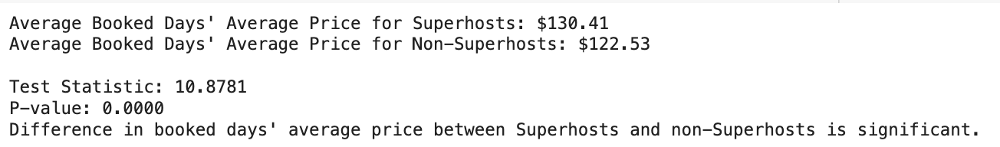 Average Booked Days' Average Price for Superhosts: $130.41
Average Booked Days' Average Price for Non-Superhosts: $122.53
Test Statistic: 10.8781
P-value: 0.0000
Difference in booked days' average price between Superhosts and non-Superhosts is significant.